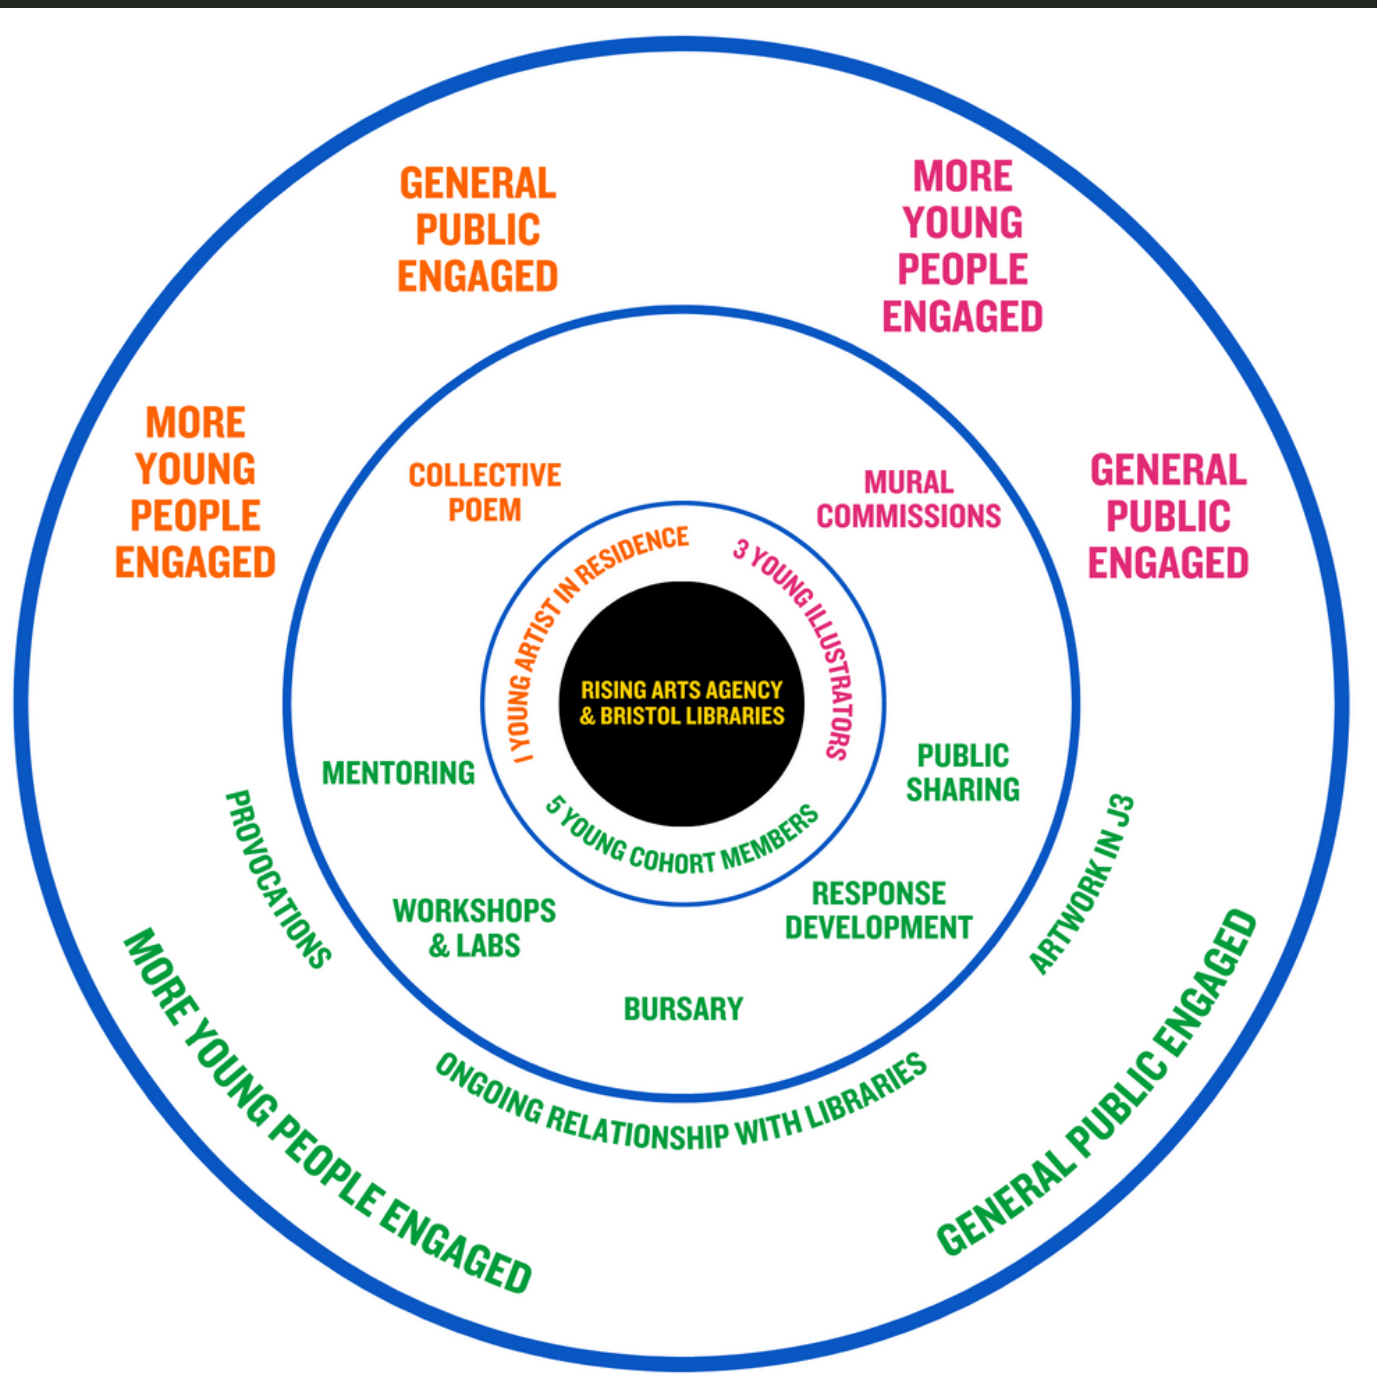 GENERAL
PUBLIC
ENGAGED
MORE
YOUNG
PEOPLE
ENGAGED
MORE
YOUNG
PEOPLE
ENGAGED
GENERAL
PUBLIC
ENGAGED
COLLECTIVE
POEM
MURAL
COMMISSIONS
1 YOUNG ARTIST IN RESIDENCE
3 YOUNG ILLUSTRATORS
RISING ARTS AGENCY
& BRISTOL LIBRARIES
5 YOUNG COHORT MEMBERS
MENTORING
PUBLIC
SHARING
WORKSHOPS
& LABS
RESPONSE
DEVELOPMENT
BURSARY
PROVOCATIONS
ARTWORK IN J3
ONGOING RELATIONSHIP WITH LIBRARIES
MORE YOUNG PEOPLE ENGAGED
GENERAL PUBLIC ENGAGED